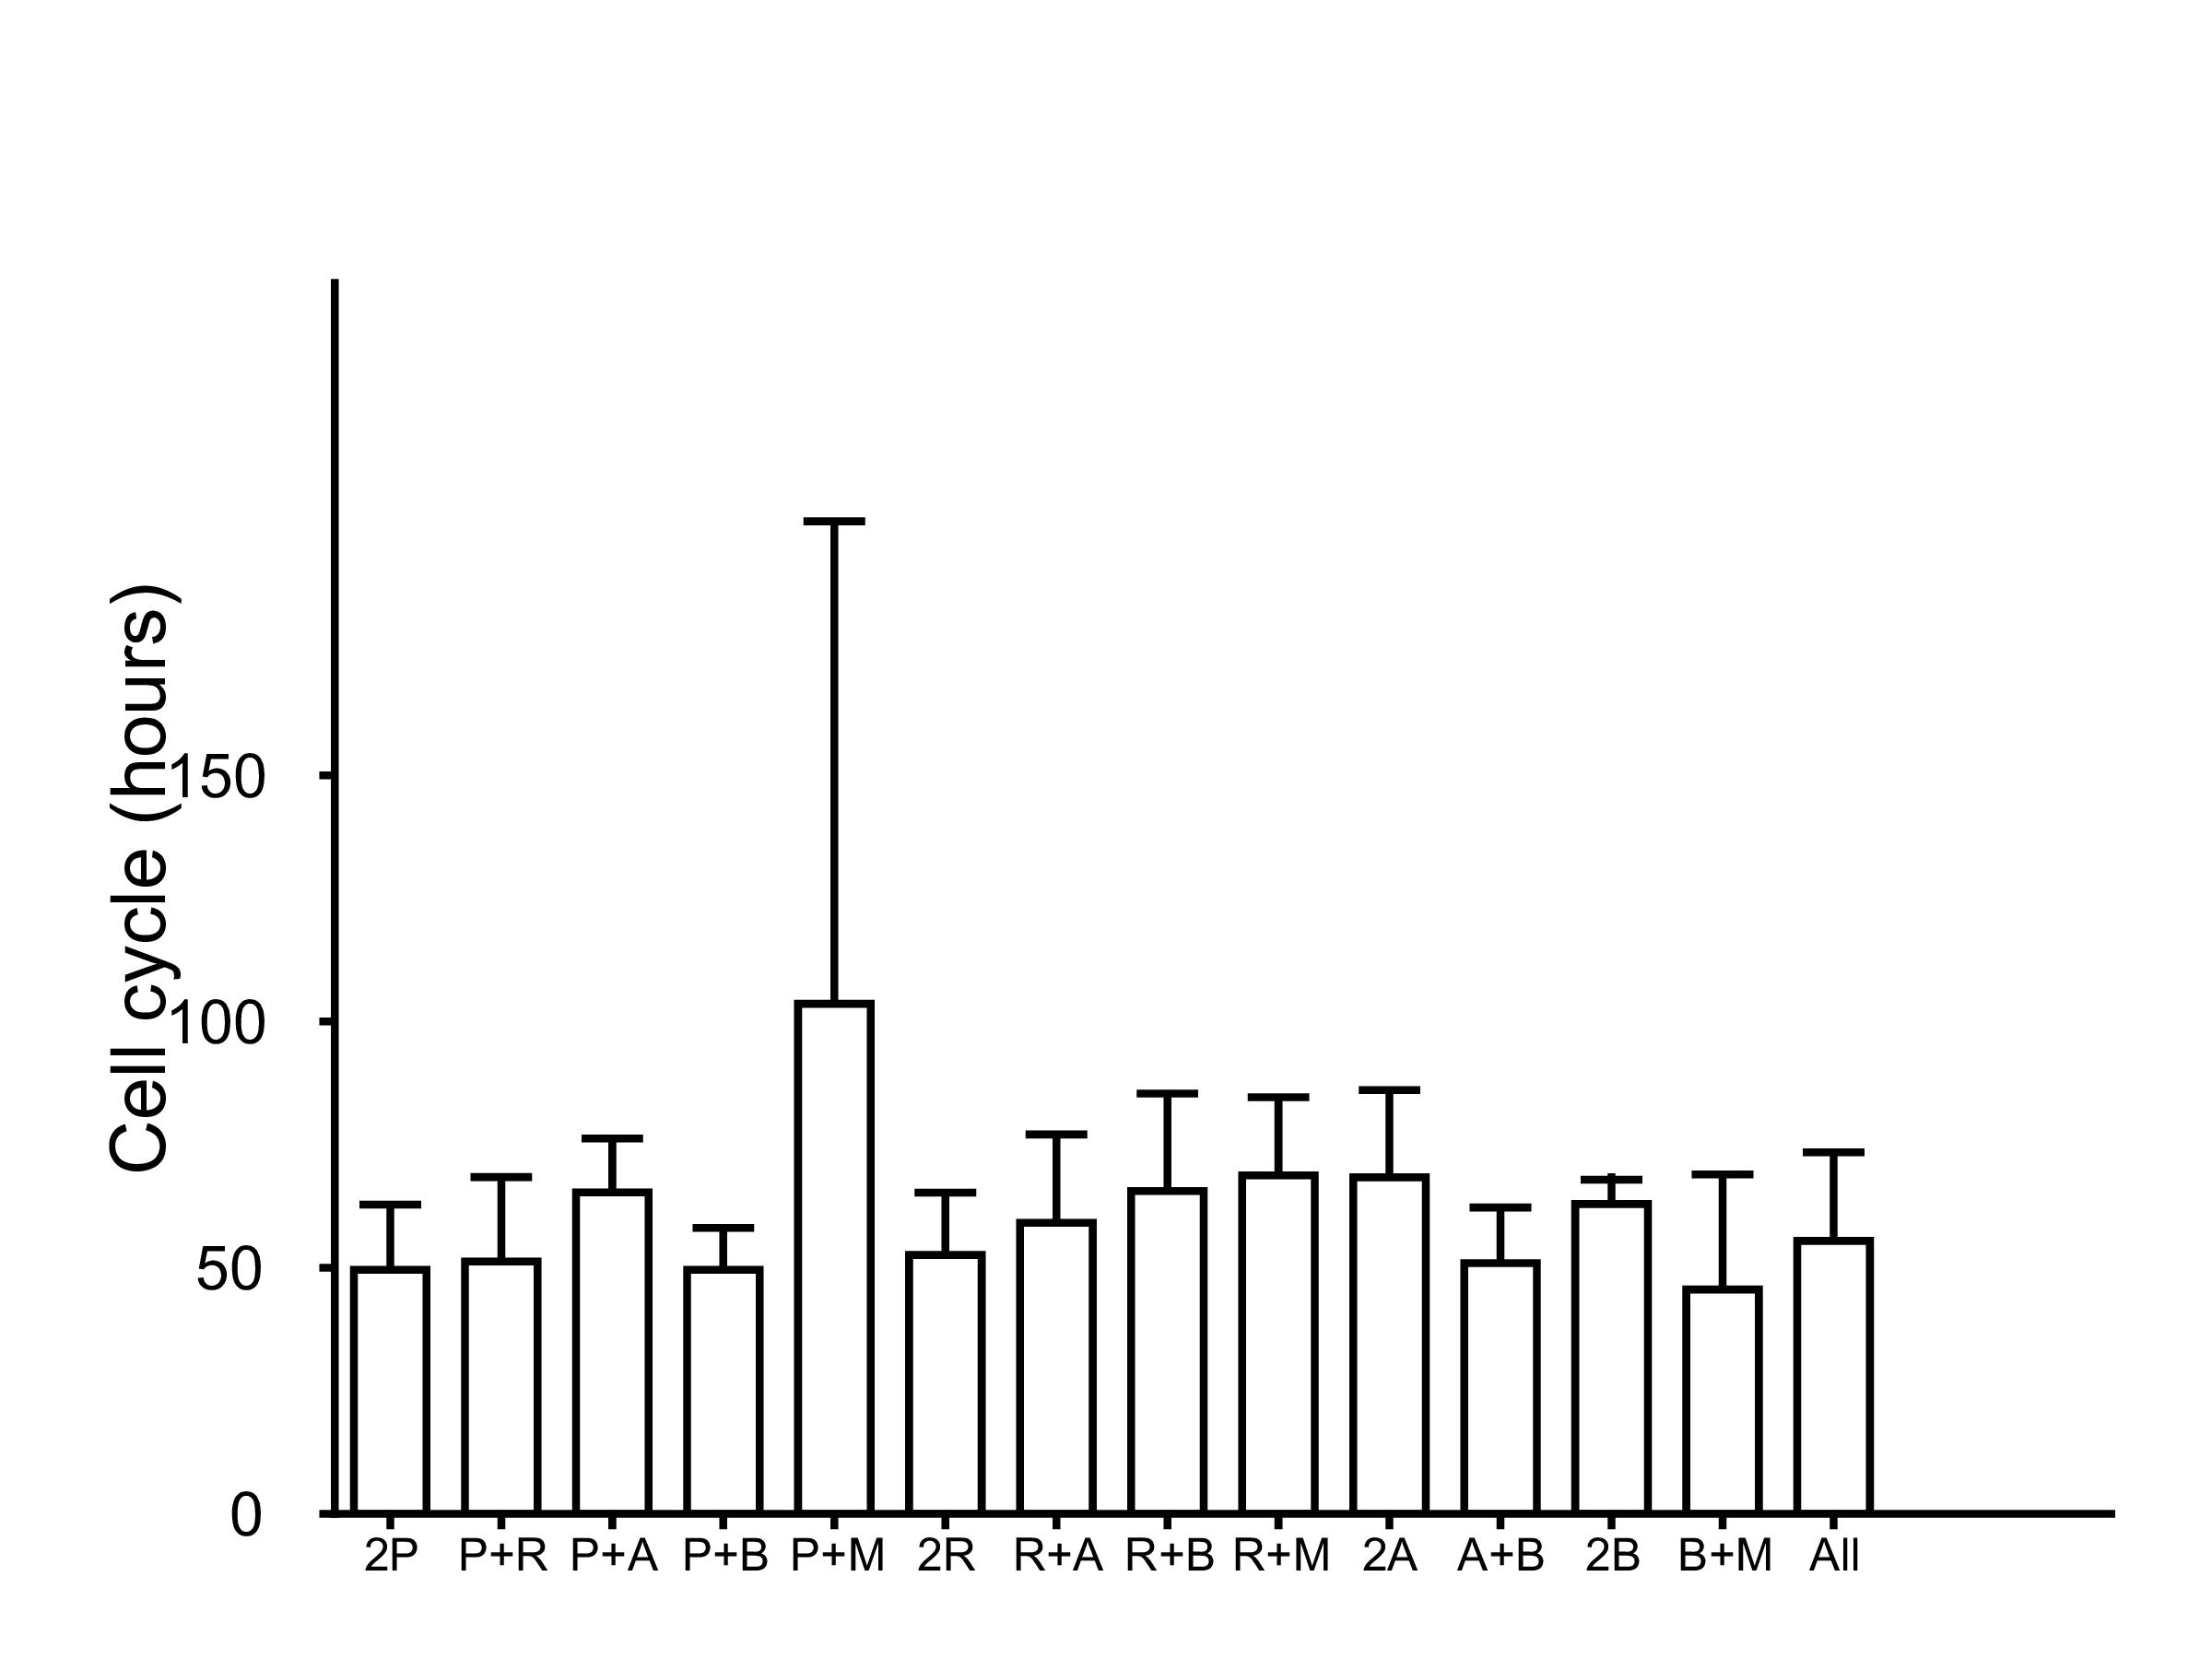 Cell cycle (hours)
150
100
50
0
2P P+R P+A P+B P+M 2R R+A R+B R+M 2A A+B 2B B+M All